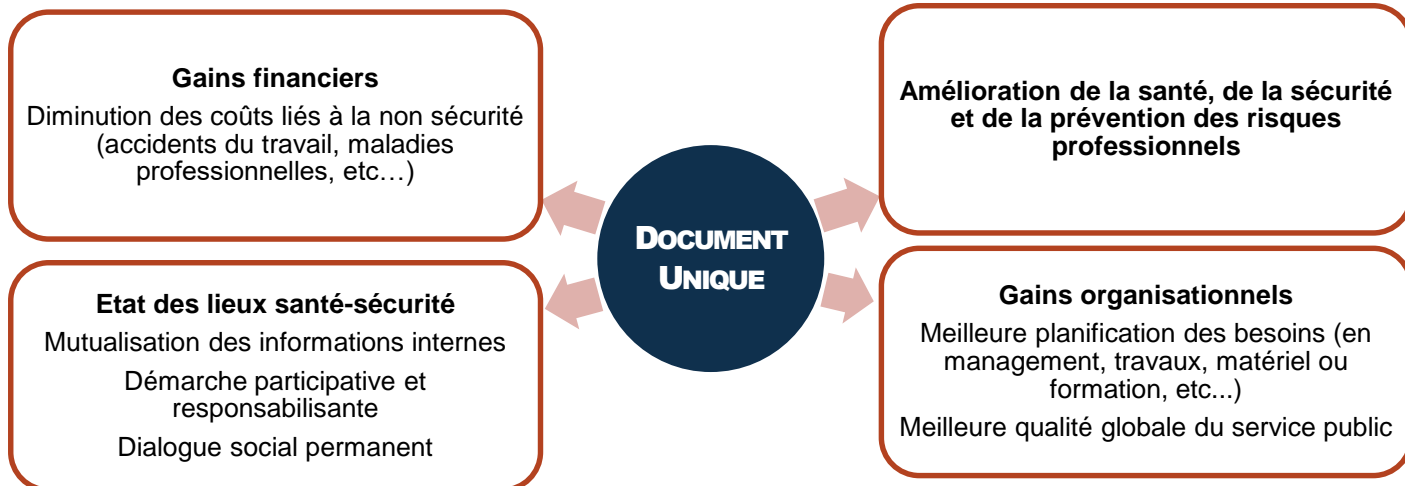 Gains financiers
Diminution des coûts liés à la non sécurité
(accidents du travail, maladies
professionnelles, etc…)
Amélioration de la santé, de la sécurité
et de la prévention des risques
professionnels
DOCUMENT
UNIQUE
Etat des lieux santé-sécurité
Mutualisation des informations internes
Démarche participative et
responsabilisante
Dialogue social permanent
Gains organisationnels
Meilleure planification des besoins (en
management, travaux, matériel ou
formation, etc...)
Meilleure qualité globale du service public